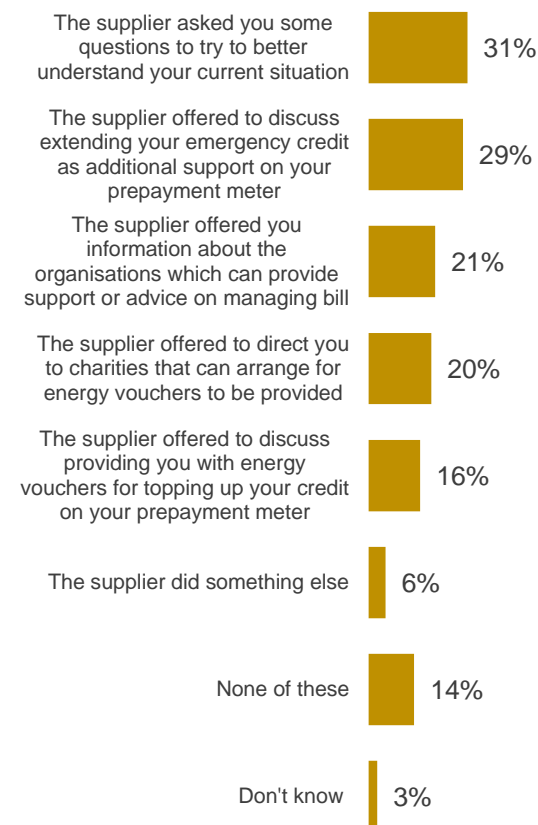 The supplier asked you some
questions to try to better
understand your current situation
31%
The supplier offered to discuss
extending your emergency credit
as additional support on your
prepayment meter
29%
The supplier offered you
information about the
organisations which can provide
support or advice on managing bill
21%
The supplier offered to direct you
to charities that can arrange for
energy vouchers to be provided
20%
The supplier offered to discuss
providing you with energy
vouchers for topping up your credit
on your prepayment meter
16%
The supplier did something else
6%
None of these
14%
Don't know
3%